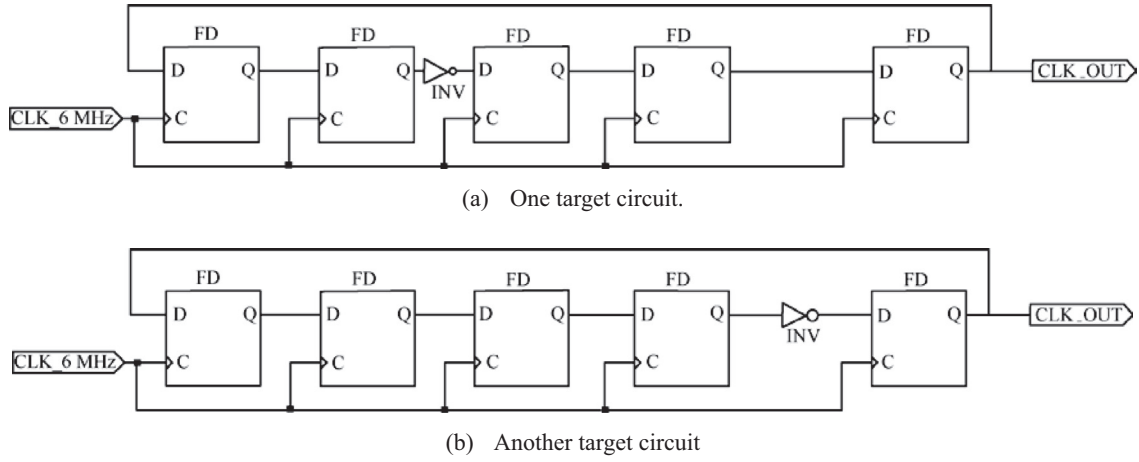 FD FD FD FD FD
D Q D Q D Q D Q D Q CLK_OUT
INV
CLK_6 MHz C C C C C
(a) One target circuit.
FD FD FD FD FD
D Q D Q D Q D Q D Q CLK_OUT
INV
CLK_6 MHz C C C C C
(b) Another target circuit